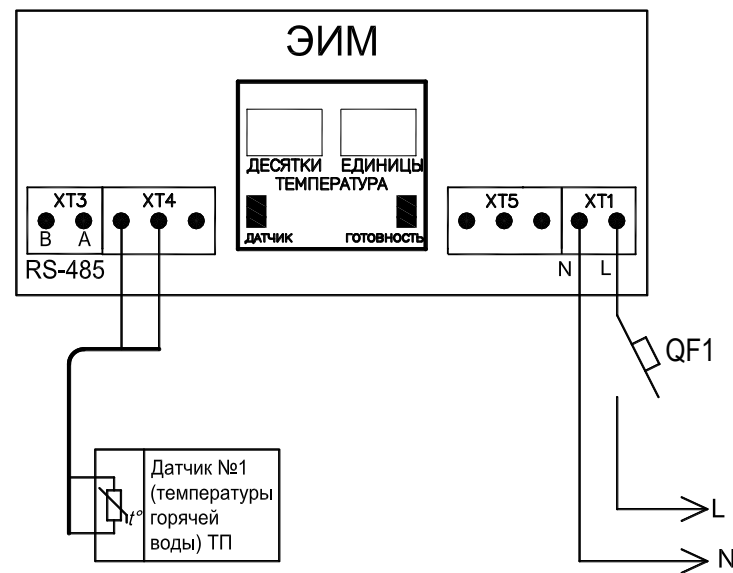 ЭИМ
ДЕСЯТКИ ЕДИНИЦЫ
ТЕМПЕРАТУРА
ДАТЧИК ГОТОВНОСТЬ
XT3 XT4 XT5 XT1
B A
RS-485
N L
QF1
Датчик №1
(температуры
горячей
воды) ТП
t°
L
N